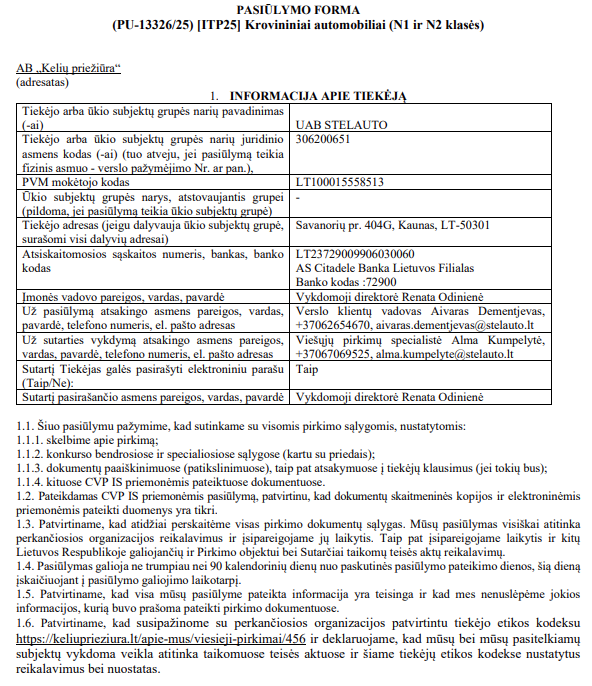 PASIŪLYMO FORMA
(PU-13326/25) [ITP25] Krovininiai automobiliai (N1 ir N2 klasės)
AB „Kelių priežiūra“
(adresatas)
1. INFORMACIJA APIE TIEKĖJĄ
Tiekėjo arba ūkio subjektų grupės narių pavadinimas
(-ai)
UAB STELAUTO
Tiekėjo arba ūkio subjektų grupės narių juridinio
asmens kodas (-ai) (tuo atveju, jei pasiūlymą teikia
fizinis asmuo - verslo pažymėjimo Nr. ar pan.),
306200651
PVM mokėtojo kodas
LT100015558513
Ūkio subjektų grupės narys, atstovaujantis grupei
(pildoma, jei pasiūlymą teikia ūkio subjektų grupė)
-
Tiekėjo adresas (jeigu dalyvauja ūkio subjektų grupė,
surašomi visi dalyvių adresai)
Savanorių pr. 404G, Kaunas, LT-50301
Atsiskaitomosios sąskaitos numeris, bankas, banko
kodas
LT23729009906030060
AS Citadele Banka Lietuvos Filialas
Banko kodas :72900
Įmonės vadovo pareigos, vardas, pavardė
Vykdomoji direktorė Renata Odinienė
Už pasiūlymą atsakingo asmens pareigos, vardas,
pavardė, telefono numeris, el. pašto adresas
Verslo klientų vadovas Aivaras Dementjevas,
+37062654670, aivaras.dementjevas@stelauto.lt
Už sutarties vykdymą atsakingo asmens pareigos,
vardas, pavardė, telefono numeris, el. pašto adresas
Viešųjų pirkimų specialistė Alma Kumpelytė,
+37067069525, alma.kumpelyte@stelauto.lt
Sutartį Tiekėjas galės pasirašyti elektroniniu parašu
(Taip/Ne):
Taip
Sutartį pasirašančio asmens pareigos, vardas, pavardė
Vykdomoji direktorė Renata Odinienė
1.1. Šiuo pasiūlymu pažymime, kad sutinkame su visomis pirkimo sąlygomis, nustatytomis:
1.1.1. skelbime apie pirkimą;
1.1.2. konkurso bendrosiose ir specialiosiose sąlygose (kartu su priedais);
1.1.3. dokumentų paaiškinimuose (patikslinimuose), taip pat atsakymuose į tiekėjų klausimus (jei tokių bus);
1.1.4. kituose CVP IS priemonėmis pateiktuose dokumentuose.
1.2. Pateikdamas CVP IS priemonėmis pasiūlymą, patvirtinu, kad dokumentų skaitmeninės kopijos ir elektroninėmis
priemonėmis pateikti duomenys yra tikri.
1.3. Patvirtiname, kad atidžiai perskaitėme visas pirkimo dokumentų sąlygas. Mūsų pasiūlymas visiškai atitinka
perkančiosios organizacijos reikalavimus ir įsipareigojame jų laikytis. Taip pat įsipareigojame laikytis ir kitų
Lietuvos Respublikoje galiojančių ir Pirkimo objektui bei Sutarčiai taikomų teisės aktų reikalavimų.
1.4. Pasiūlymas galioja ne trumpiau nei 90 kalendorinių dienų nuo paskutinės pasiūlymo pateikimo dienos, šią dieną
įskaičiuojant į pasiūlymo galiojimo laikotarpį.
1.5. Patvirtiname, kad visa mūsų pasiūlyme pateikta informacija yra teisinga ir kad mes nenuslėpėme jokios
informacijos, kurią buvo prašoma pateikti pirkimo dokumentuose.
1.6. Patvirtiname, kad susipažinome su perkančiosios organizacijos patvirtintu tiekėjo etikos kodeksu
https://keliuprieziura.lt/apie-mus/viesieji-pirkimai/456 ir deklaruojame, kad mūsų bei mūsų pasitelkiamų
subjektų vykdoma veikla atitinka taikomuose teisės aktuose ir šiame tiekėjų etikos kodekse nustatytus
reikalavimus bei nuostatas.